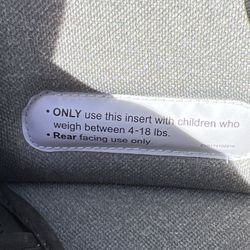 • ONLY use this insert with children who
weigh between 4-18 lbs.
• Rear facing use only